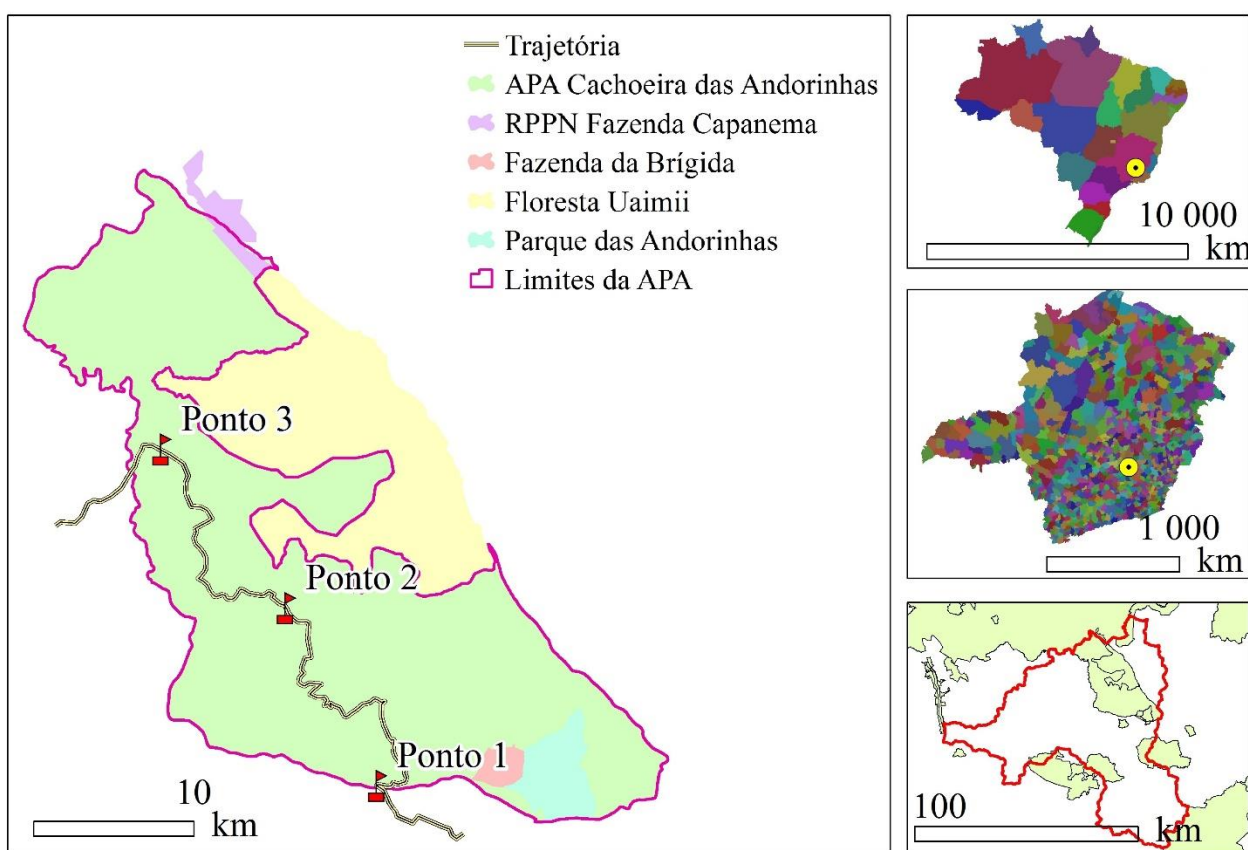 Trajetória
APA Cachoeira das Andorinhas
RPPN Fazenda Capanema
Fazenda da Brígida
Floresta Uaimii
Parque das Andorinhas
Limites da APA
Ponto 3
Ponto 2
Ponto 1
10
km
10 000
km
1 000
km
100
km